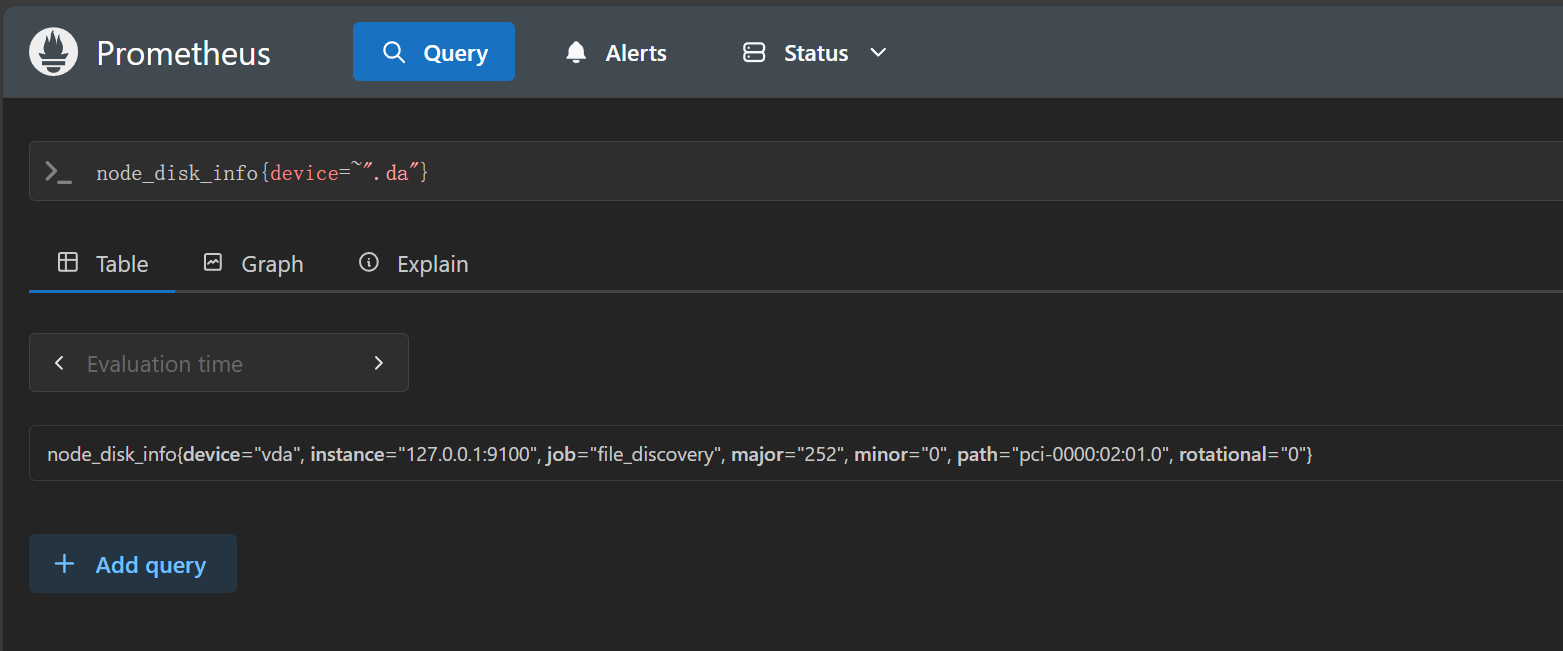 Prometheus Query Alerts Status
node_disk_info{device=~".da"}
Table Graph Explain
Evaluation time
node_disk_info{device="vda", instance="127.0.0.1:9100", job="file_discovery", major="252", minor="0", path="pci-0000:02:01.0", rotational="0"}
Add query